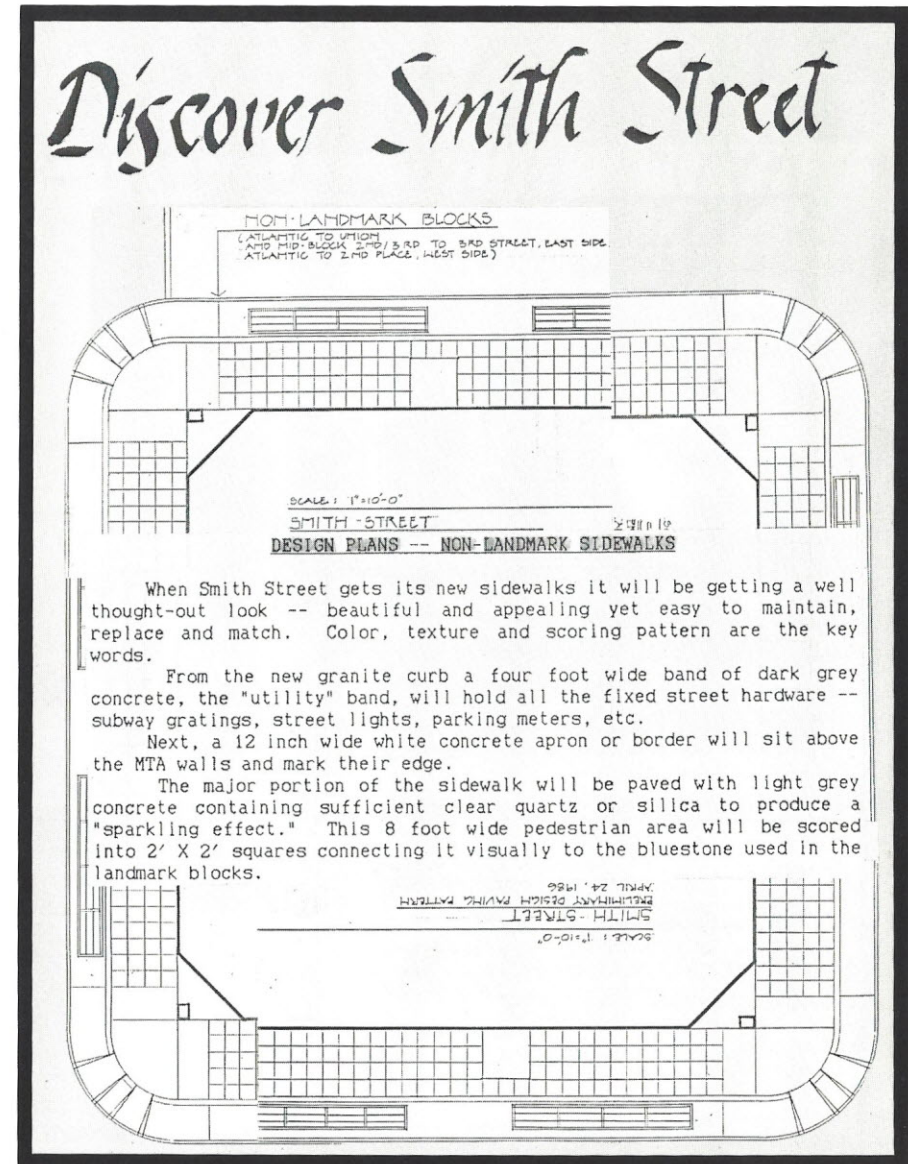 Discover Smith Street
NON-LANDMARK BLOCKS
(ATLANTIC TO UNION
AND MID-BLOCK 2ND/3RD TO 3RD STREET, EAST SIDE.
ATLANTIC TO 2ND PLACE, WEST SIDE)
SCALE: 1"=10'-0"
SMITH-STREET
DESIGN PLANS -- NON-LANDMARK SIDEWALKS
When Smith Street gets its new sidewalks it will be getting a well
thought-out look -- beautiful and appealing yet easy to maintain,
replace and match. Color, texture and scoring pattern are the key
words.
From the new granite curb a four foot wide band of dark grey
concrete, the "utility" band, will hold all the fixed street hardware --
subway gratings, street lights, parking meters, etc.
Next, a 12 inch wide white concrete apron or border will sit above
the MTA walls and mark their edge.
The major portion of the sidewalk will be paved with light grey
concrete containing sufficient clear quartz or silica to produce a
"sparkling effect." This 8 foot wide pedestrian area will be scored
into 2' X 2' squares connecting it visually to the bluestone used in the
landmark blocks.
SCALE: 1"=10'-0"
SMITH-STREET
PRELIMINARY DESIGN PAVING PATTERN
APRIL 24, 1986